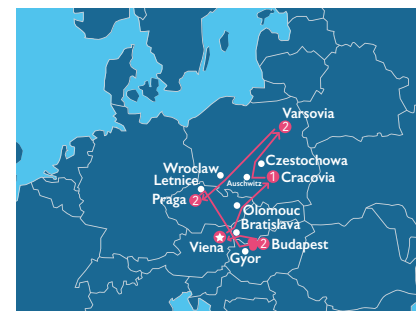 Varsovia
2
Czestochowa
Wroclaw
Auschwitz
1
Cracovia
Letnice
Praga
2
Olomouc
Bratislava
Viena
2
Budapest
Gyor